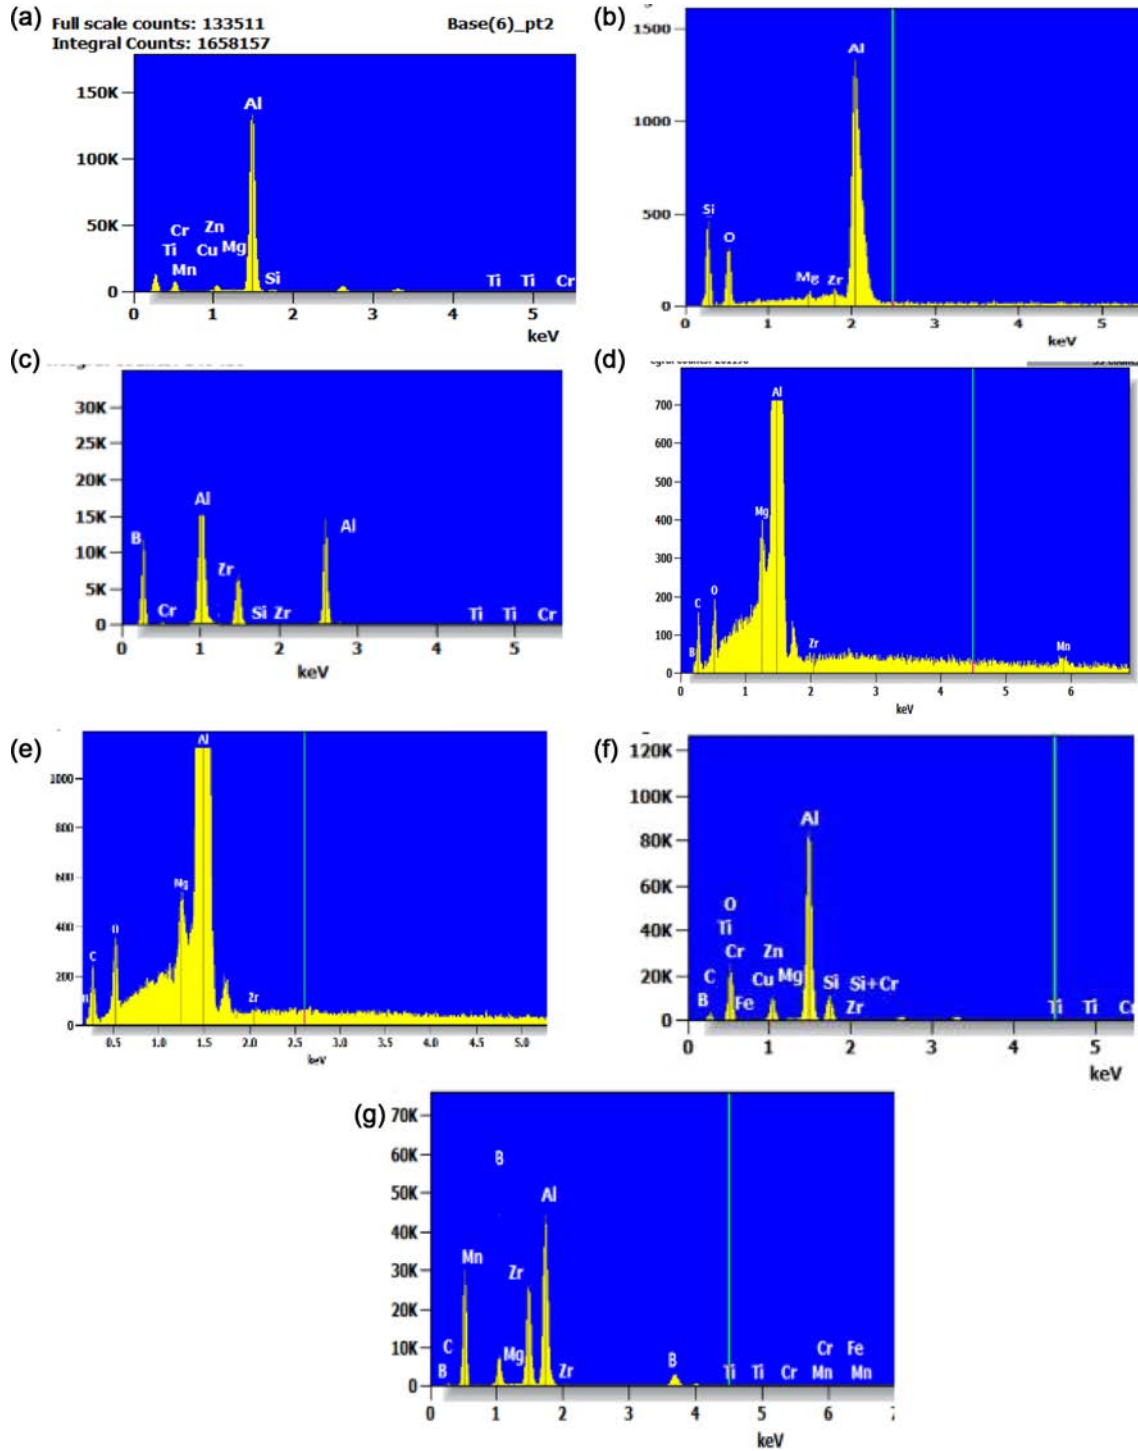 (a) Full scale counts: 133511 Base(6)_pt2
Integral Counts: 1658157
150K
100K
50K
0
Al
Cr Zn
Ti Cu Mg
Mn Si Ti Ti Cr
0 1 2 3 4 5
keV
(b)
1500
1000
500
0
Al
Si
O
Mg Zr
0 1 2 3 4 5
keV
(c)
30K
25K
20K
15K
10K
5K
0
Al Al
B
Zr
Cr Si Zr Ti Ti Cr
0 1 2 3 4 5
keV
(d)
700
600
500
400
300
200
100
0
Al
Mg
O
C
B Zr Mn
0 1 2 3 4 5 6
keV
(e)
1000
800
600
400
200
0
Al
Mg
O
C
Zr
0.5 1.0 1.5 2.0 2.5 3.0 3.5 4.0 4.5 5.0
keV
(f)
120K
100K
80K
60K
40K
20K
0
Al
O
Ti
Cr Zn
C Cu Mg Si Si+Cr
B Fe Zr Ti Ti Cr
0 1 2 3 4 5
keV
(g)
70K
60K
50K
40K
30K
20K
10K
0
B
Al
Mn
Zr
C Mg Cr Fe
B Zr B Ti Ti Cr Mn Mn
0 1 2 3 4 5 6
keV